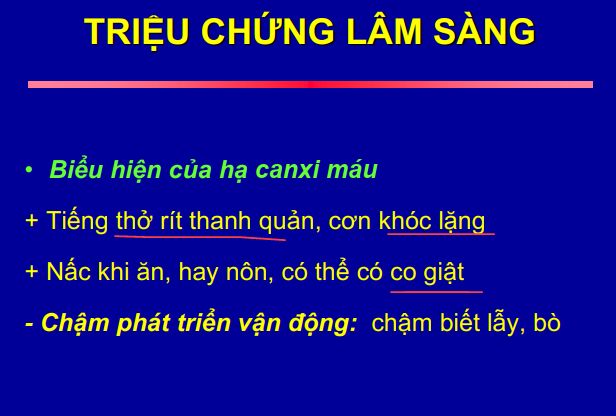 TRIỆU CHỨNG LÂM SÀNG
• Biểu hiện của hạ canxi máu
+ Tiếng thở rít thanh quản, cơn khóc lặng
+ Nấc khi ăn, hay nôn, có thể có co giật
- Chậm phát triển vận động: chậm biết lẫy, bò